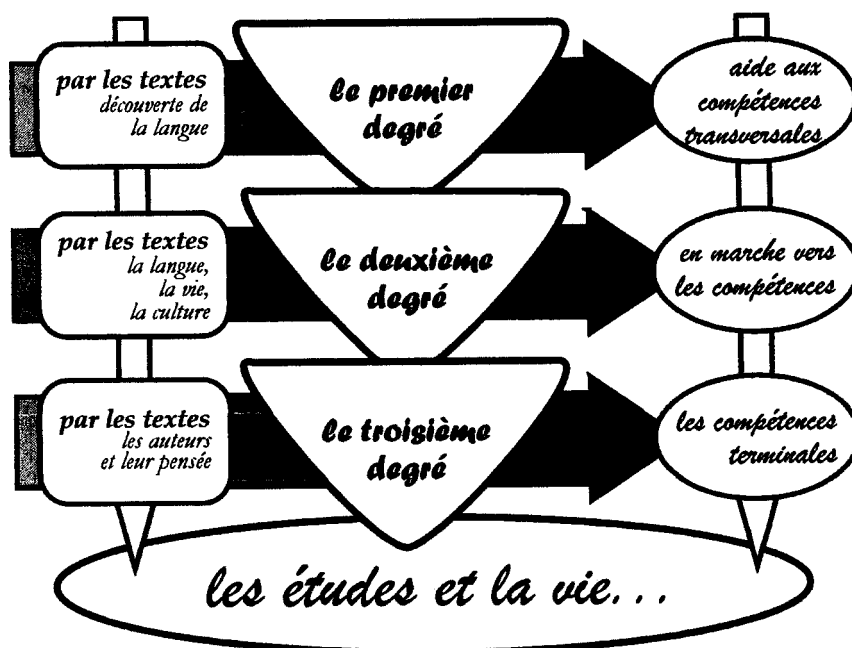 par les textes
découverte de
la langue
le premier
degré
aide aux
compétences
transversales
par les textes
la langue,
la vie,
la culture
le deuxième
degré
en marche vers
les compétences
par les textes
les auteurs
et leur pensée
le troisième
degré
les compétences
terminales
les études et la vie...